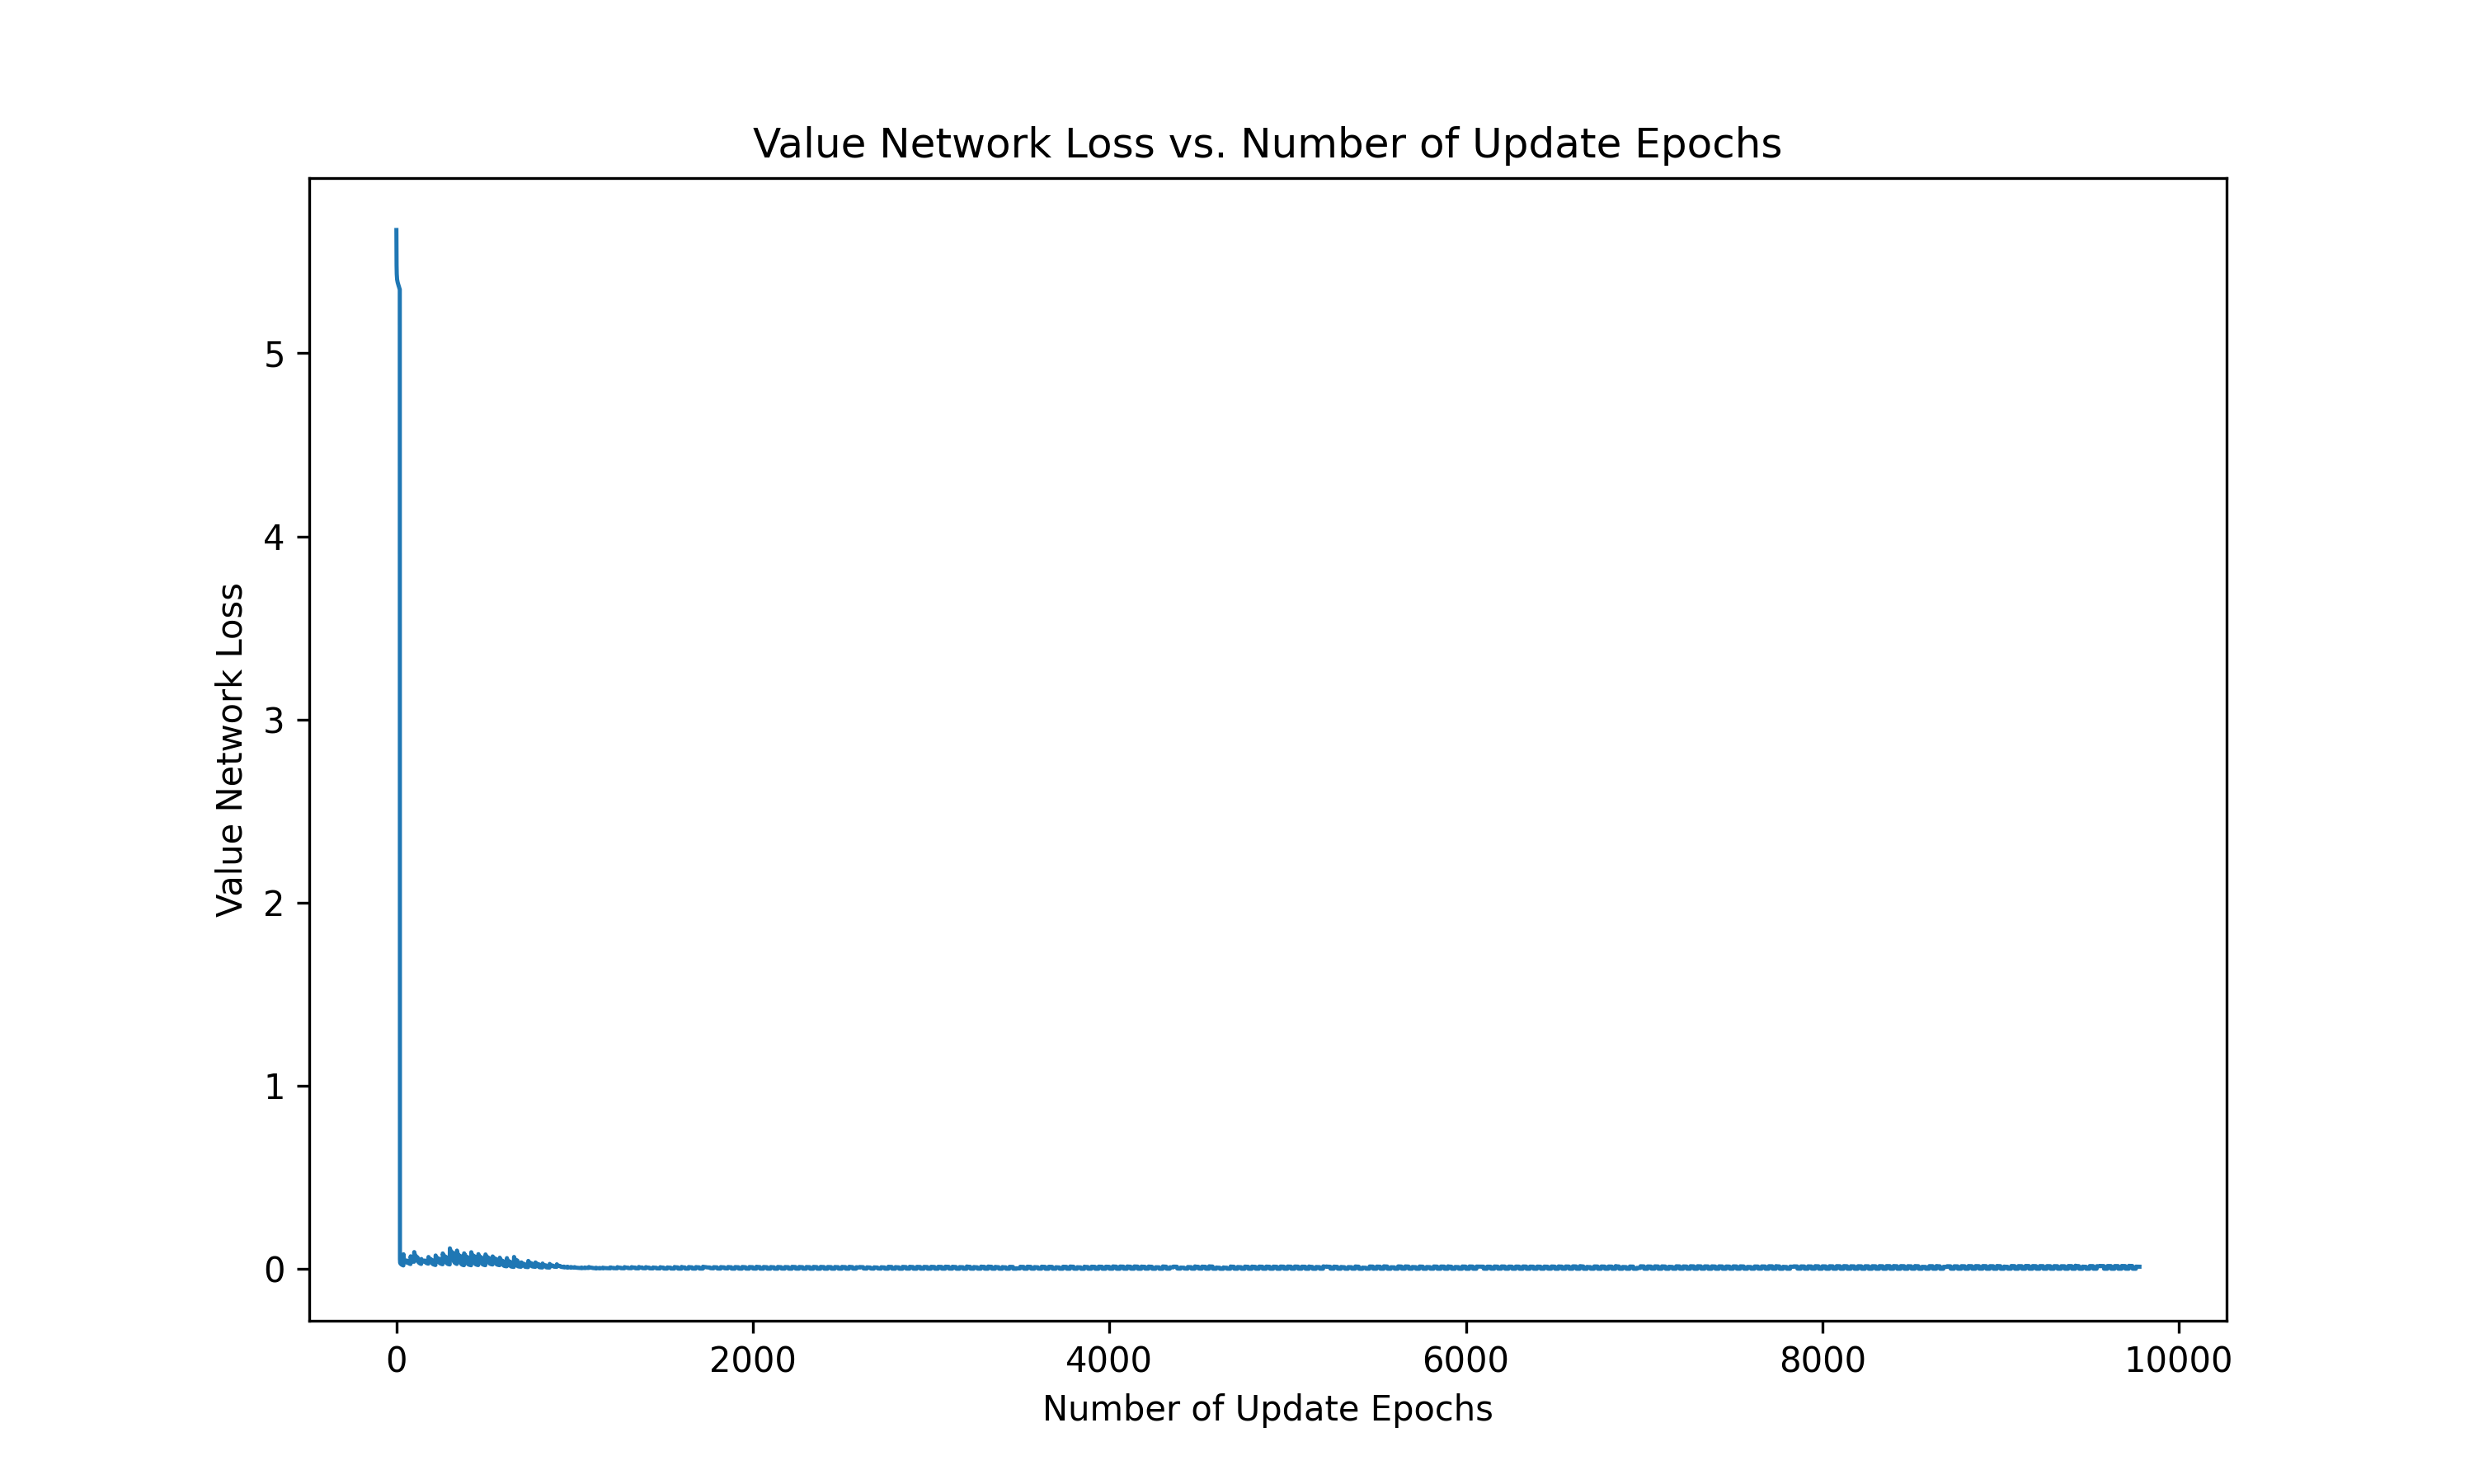 Value Network Loss vs. Number of Update Epochs
Value Network Loss
5
4
3
2
1
0
0 2000 4000 6000 8000 10000
Number of Update Epochs